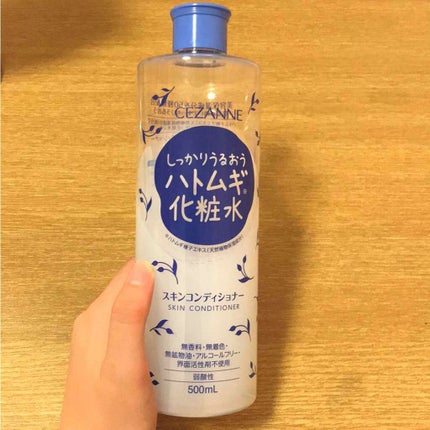 CEZANNE
しっかりうるおう
ハトムギ®
化粧水
スキンコンディショナー
SKIN CONDITIONER
無香料・無着色・
無鉱物油・アルコールフリー・
界面活性剤不使用
弱酸性
500mL